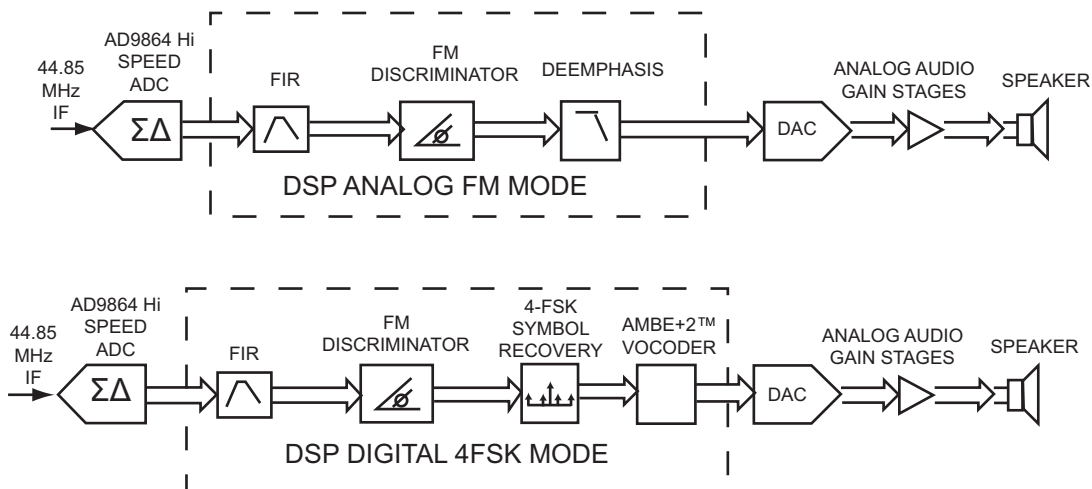 AD9864 Hi
SPEED
ADC
44.85
MHz
IF
ΣΔ
FIR
FM
DISCRIMINATOR
DEEMPHASIS
DAC
ANALOG AUDIO
GAIN STAGES
SPEAKER
DSP ANALOG FM MODE
AD9864 Hi
SPEED
ADC
44.85
MHz
IF
ΣΔ
FIR
FM
DISCRIMINATOR
4-FSK
SYMBOL
RECOVERY
AMBE+2™
VOCODER
DAC
ANALOG AUDIO
GAIN STAGES
SPEAKER
DSP DIGITAL 4FSK MODE